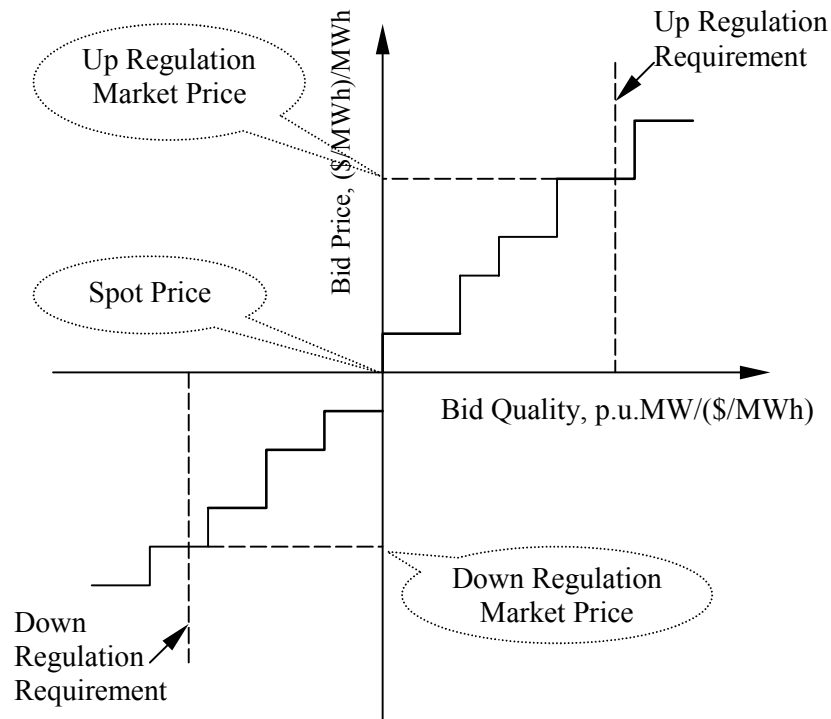 Up Regulation
Market Price
Up Regulation
Requirement
Bid Price, ($/MWh)/MWh
Spot Price
Bid Quality, p.u.MW/($/MWh)
Down Regulation
Market Price
Down
Regulation
Requirement